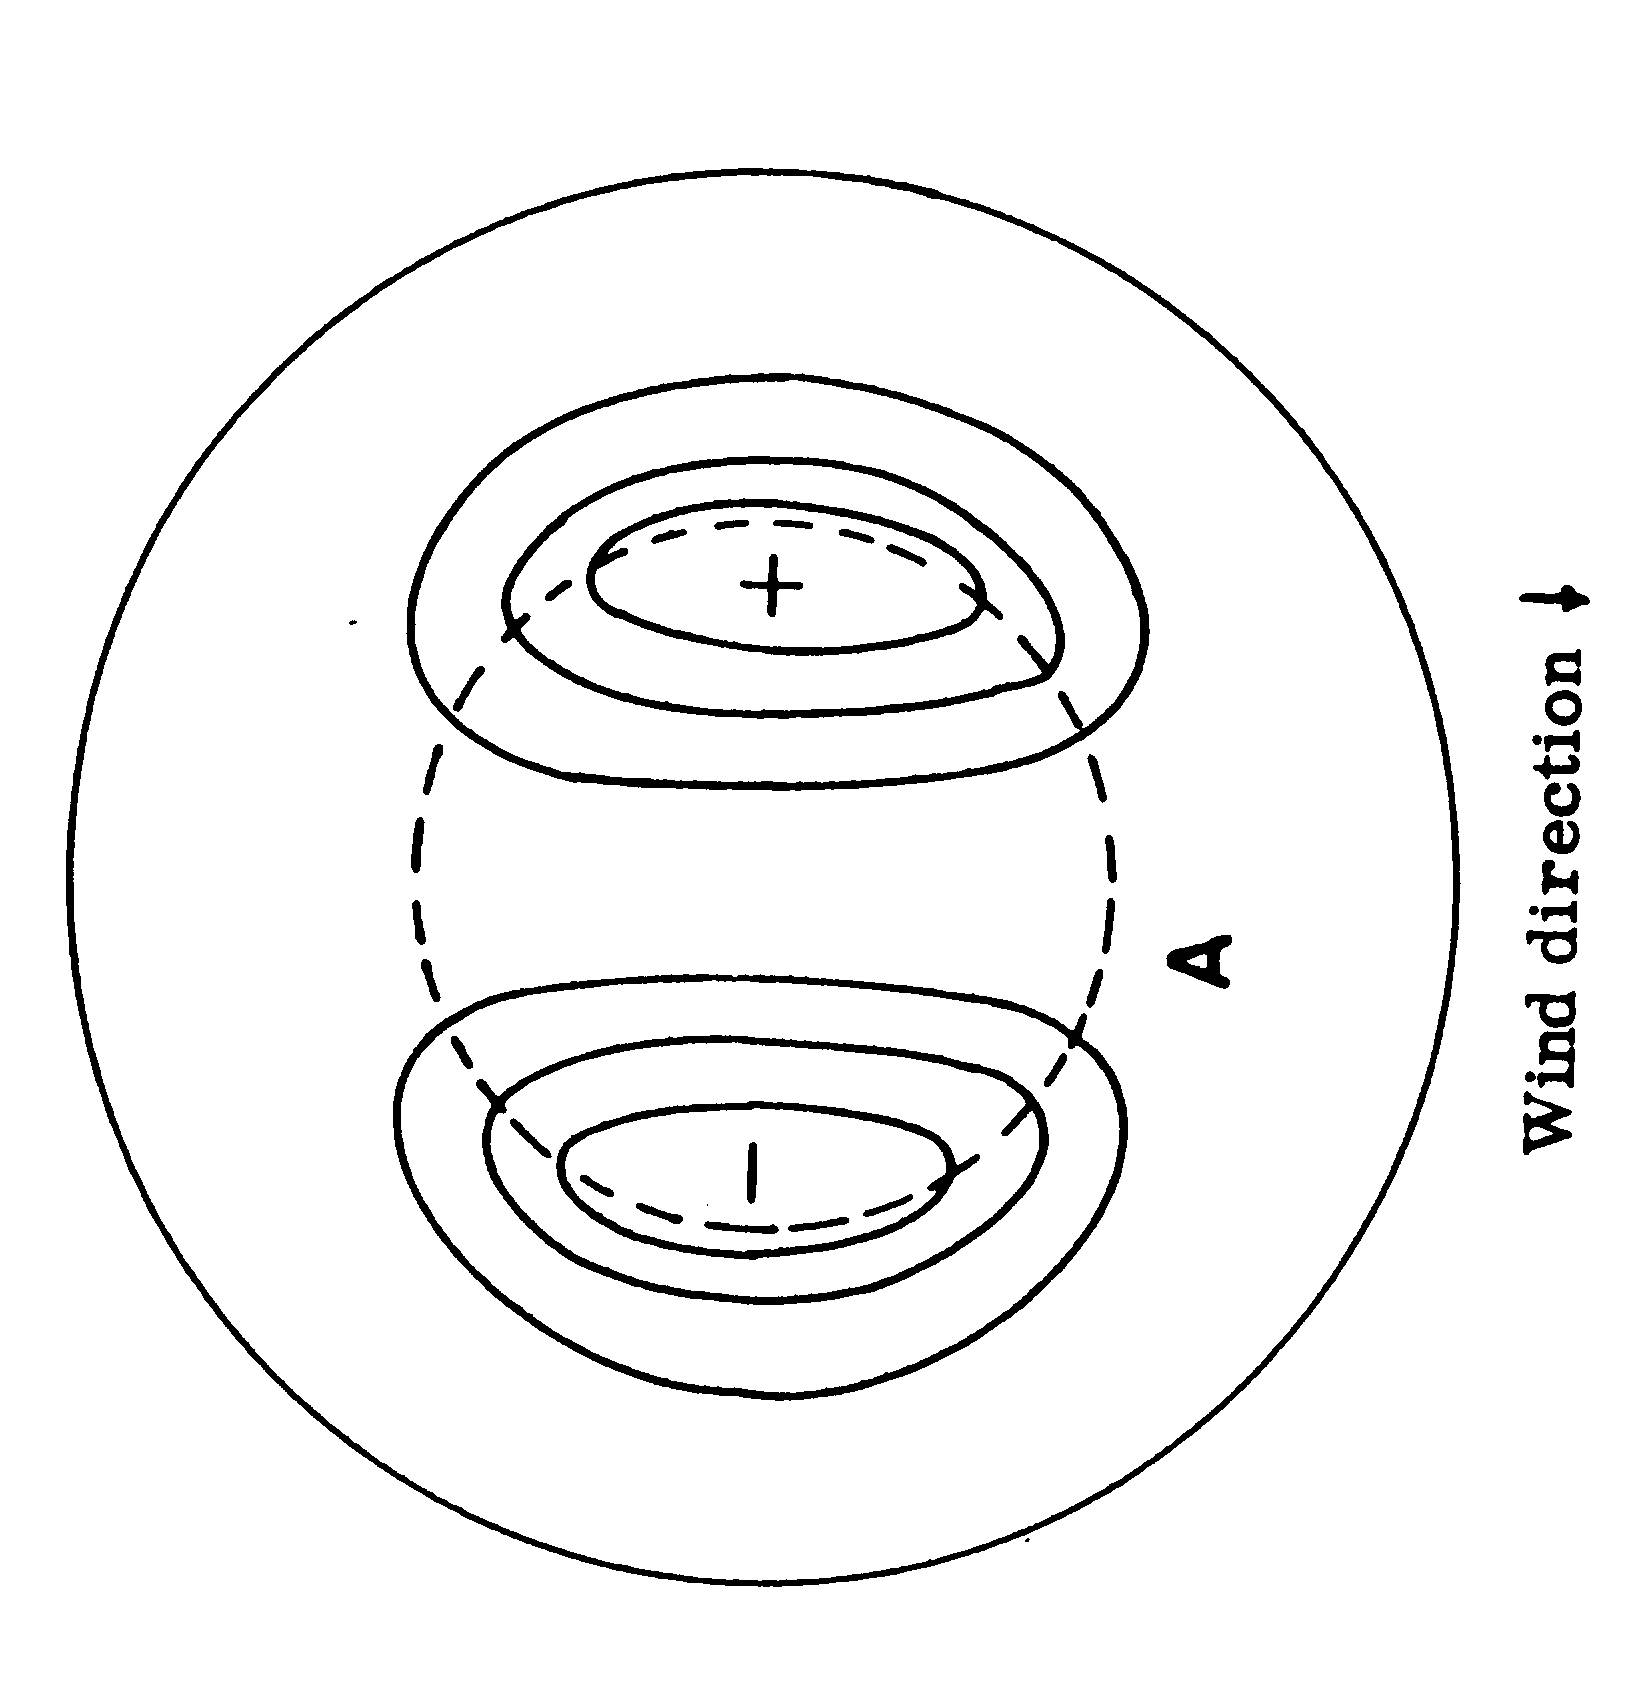 +
A
−
Wind direction ↓